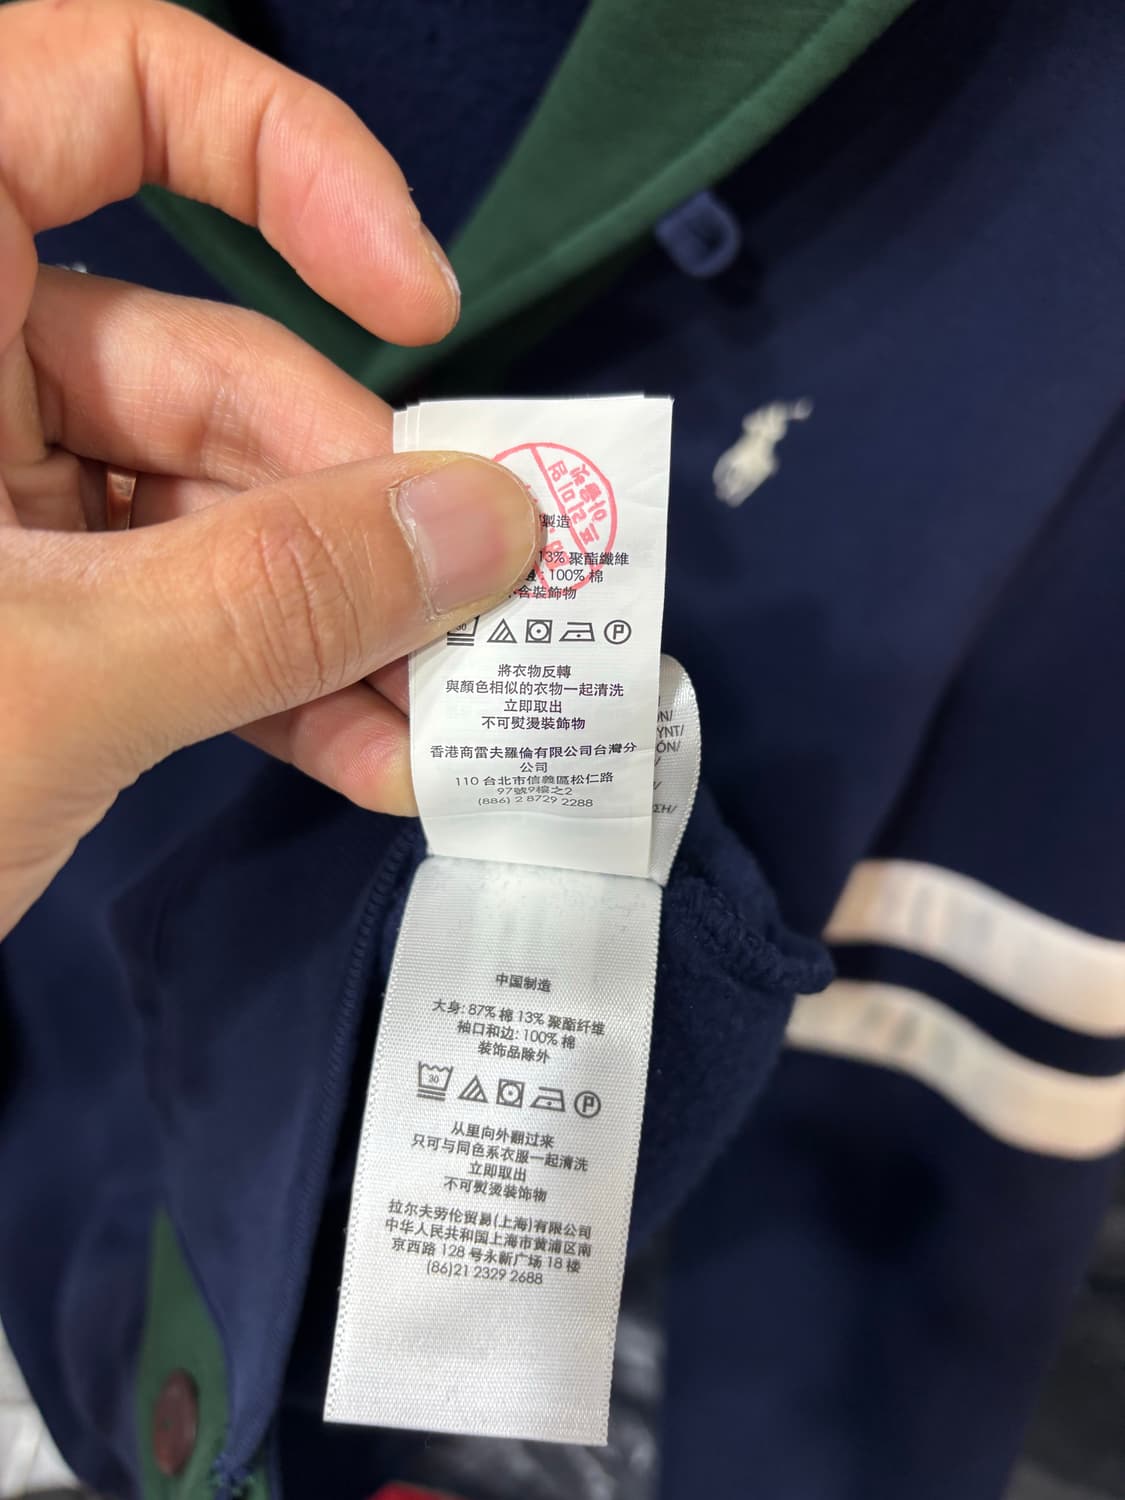 製造
13% 聚酯纖維
: 100% 棉
含裝飾物
30
P
將衣物反轉
與顏色相似的衣物一起清洗
立即取出
不可熨燙裝飾物
香港商雷夫羅倫有限公司台灣分
公司
110 台北市信義區松仁路
97號9樓之2
(886) 2 8729 2288
ON/
YNT/
ÓN/
ΣΗ/
中国制造
大身: 87% 棉 13% 聚酯纤维
袖口和边: 100% 棉
装饰品除外
30
P
从里向外翻过来
只可与同色系衣服一起清洗
立即取出
不可熨烫装饰物
拉尔夫劳伦贸易(上海)有限公司
中华人民共和国上海市黄浦区南
京西路 128 号永新广场 18 楼
(86)21 2329 2688